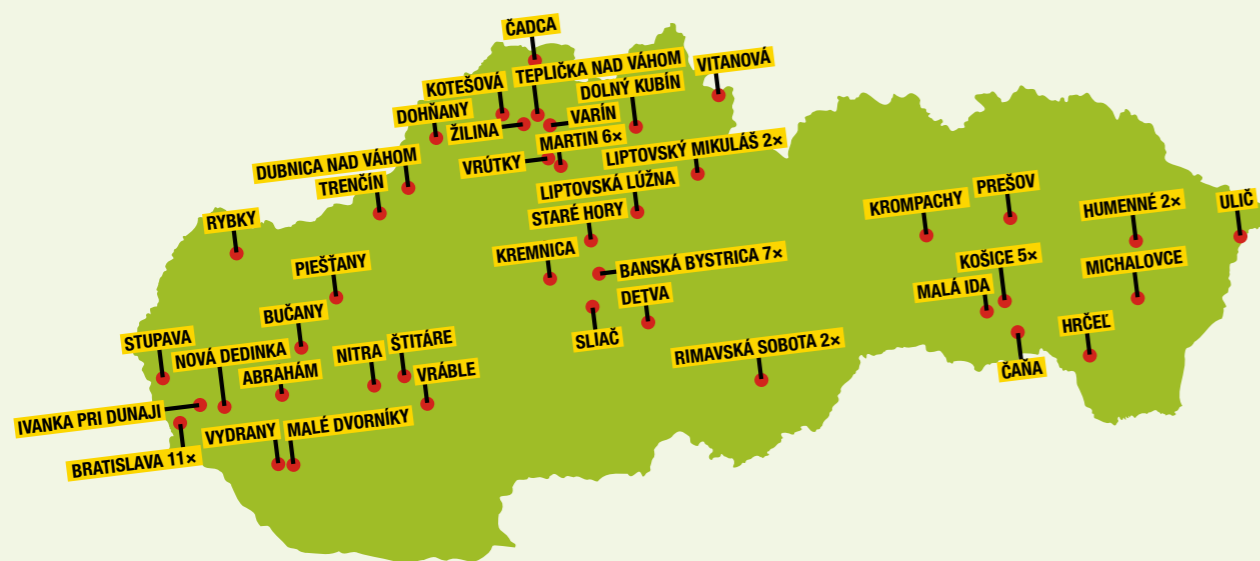 ČADCA
TEPLIČKA NAD VÁHOM
VITANOVÁ
KOTEŠOVÁ
DOLNÝ KUBÍN
DOHŇANY
ŽILINA
VARÍN
MARTIN 6×
VRÚTKY
LIPTOVSKÝ MIKULÁŠ 2×
DUBNICA NAD VÁHOM
TRENČÍN
LIPTOVSKÁ LÚŽNA
RYBKY
STARÉ HORY
KROMPACHY
PREŠOV
HUMENNÉ 2×
ULIČ
KREMNICA
BANSKÁ BYSTRICA 7×
PIEŠŤANY
KOŠICE 5×
MICHALOVCE
MALÁ IDA
DETVA
BUČANY
STUPAVA
NOVÁ DEDINKA
SLIAČ
HRČEĽ
NITRA
ŠTITÁRE
RIMAVSKÁ SOBOTA 2×
ABRAHÁM
VRÁBLE
ČAŇA
IVANKA PRI DUNAJI
VYDRANY
MALÉ DVORNÍKY
BRATISLAVA 11×